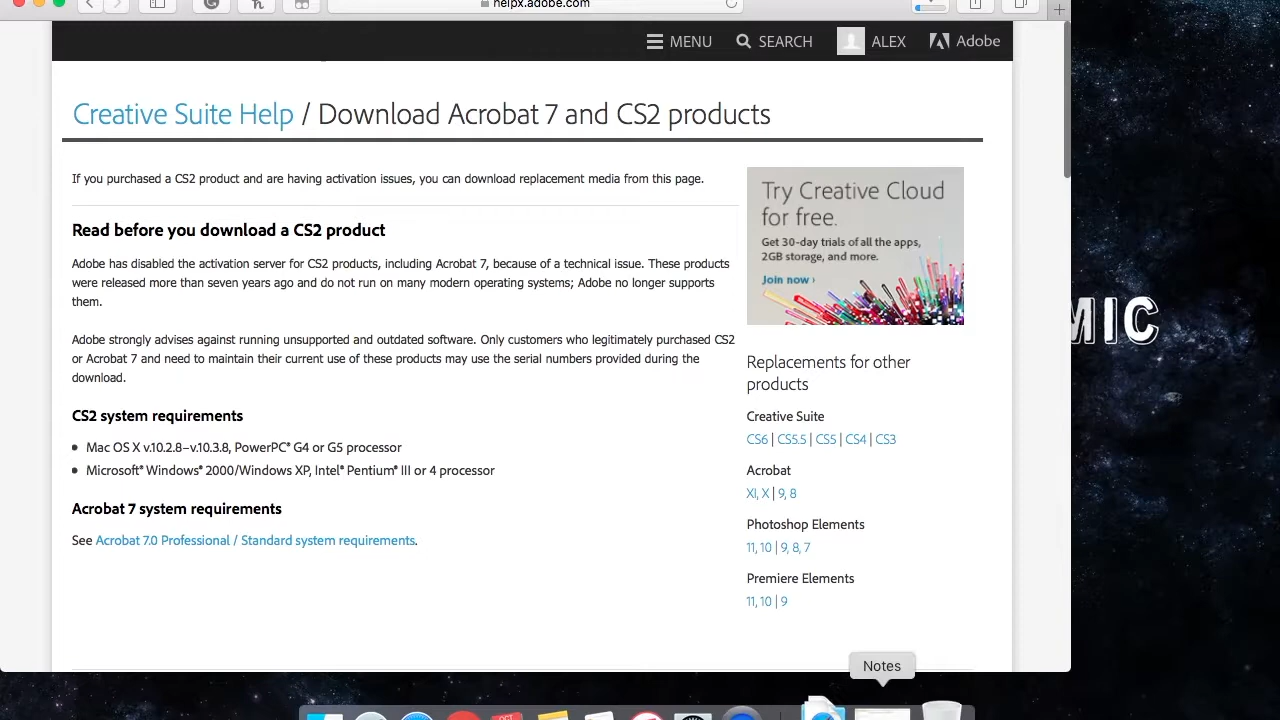 helpx.adobe.com
MENU SEARCH ALEX Adobe
Creative Suite Help / Download Acrobat 7 and CS2 products
If you purchased a CS2 product and are having activation issues, you can download replacement media from this page.
Read before you download a CS2 product
Adobe has disabled the activation server for CS2 products, including Acrobat 7, because of a technical issue. These products
were released more than seven years ago and do not run on many modern operating systems; Adobe no longer supports
them.
Adobe strongly advises against running unsupported and outdated software. Only customers who legitimately purchased CS2
or Acrobat 7 and need to maintain their current use of these products may use the serial numbers provided during the
download.
CS2 system requirements
Mac OS X v.10.2.8–v.10.3.8, PowerPC® G4 or G5 processor
Microsoft® Windows® 2000/Windows XP, Intel® Pentium® III or 4 processor
Acrobat 7 system requirements
See Acrobat 7.0 Professional / Standard system requirements.
Try Creative Cloud
for free.
Get 30-day trials of all the apps,
2GB storage, and more.
Join now ›
Replacements for other
products
Creative Suite
CS6 | CS5.5 | CS5 | CS4 | CS3
Acrobat
XI, X | 9, 8
Photoshop Elements
11, 10 | 9, 8, 7
Premiere Elements
11, 10 | 9
MIC
Notes
OCT